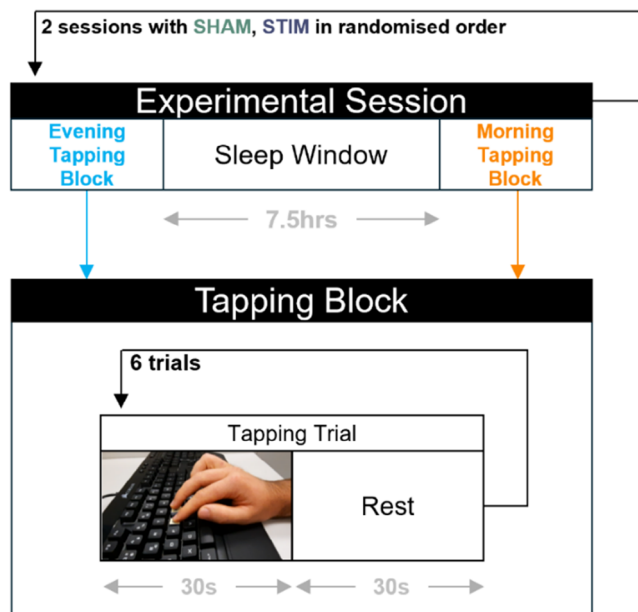 2 sessions with SHAM, STIM in randomised order
Experimental Session
Evening
Tapping
Block
Sleep Window
Morning
Tapping
Block
7.5hrs
Tapping Block
6 trials
Tapping Trial
Rest
30s
30s